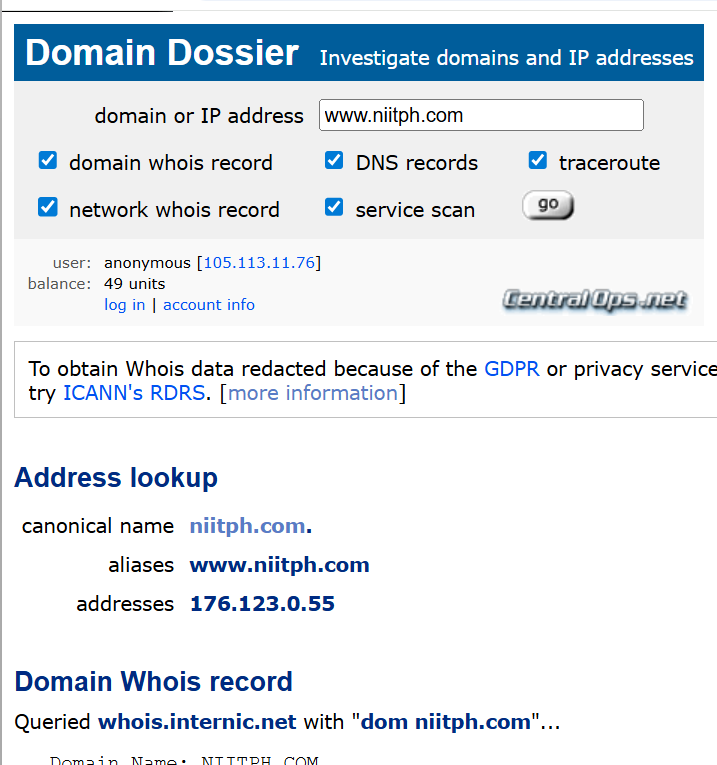 Domain Dossier Investigate domains and IP addresses
domain or IP address www.niitph.com
domain whois record DNS records traceroute
network whois record service scan go
user: anonymous [105.113.11.76]
balance: 49 units
log in | account info
CentralOps.net
To obtain Whois data redacted because of the GDPR or privacy service
try ICANN's RDRS. [more information]
Address lookup
canonical name niitph.com.
aliases www.niitph.com
addresses 176.123.0.55
Domain Whois record
Queried whois.internic.net with "dom niitph.com"...
Domain Name: NIITPH.COM